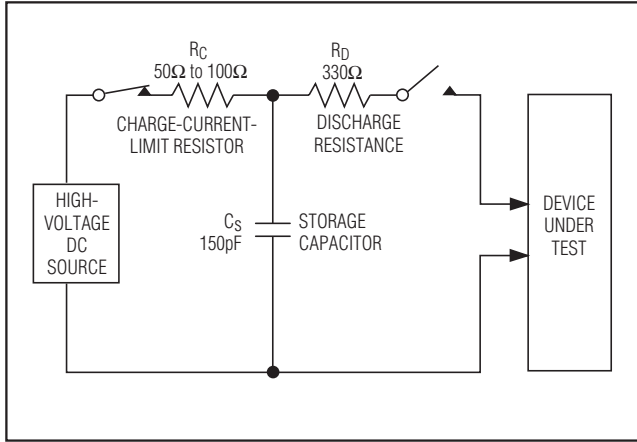 RC
50Ω to 100Ω
CHARGE-CURRENT-
LIMIT RESISTOR
RD
330Ω
DISCHARGE
RESISTANCE
HIGH-
VOLTAGE
DC
SOURCE
CS
150pF
STORAGE
CAPACITOR
DEVICE
UNDER
TEST